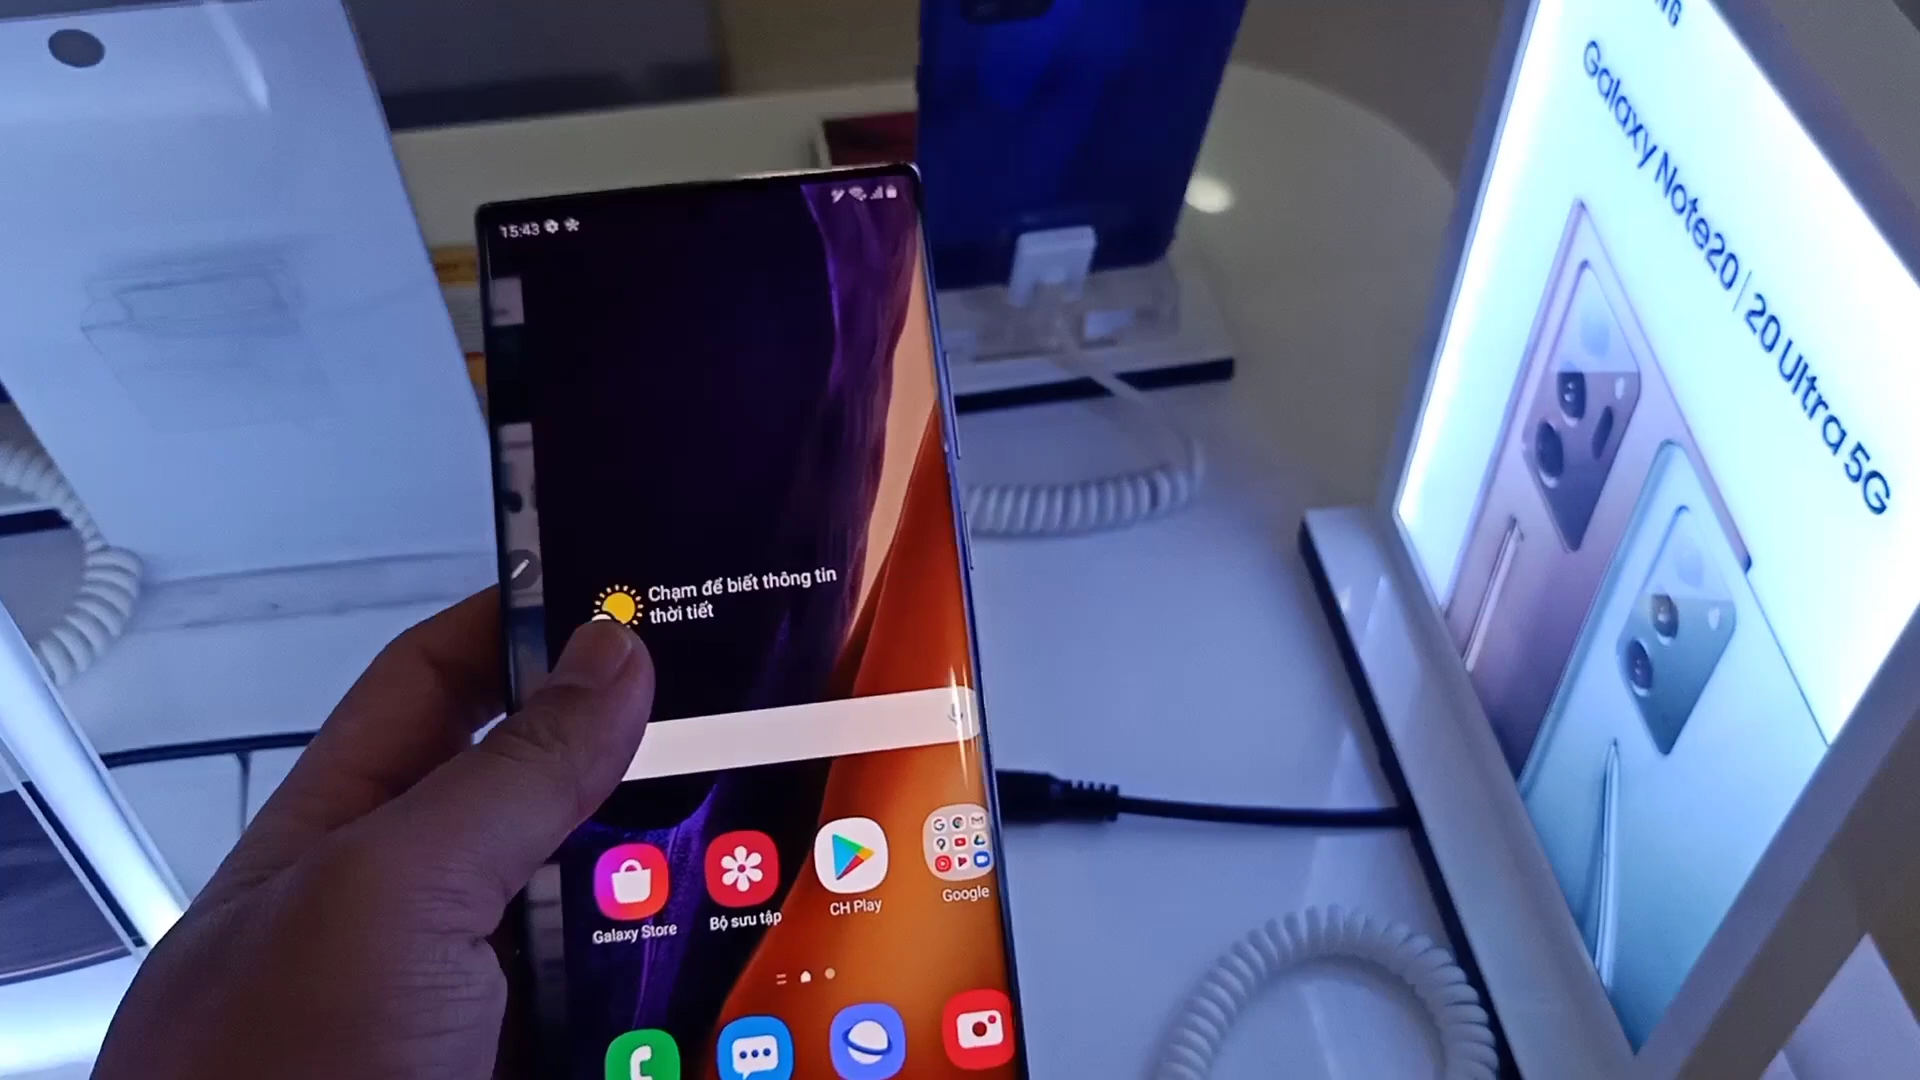 15:43
Chạm để biết thông tin
thời tiết
Galaxy Store
Bộ sưu tập
CH Play
Google
Galaxy Note20 | 20 Ultra 5G